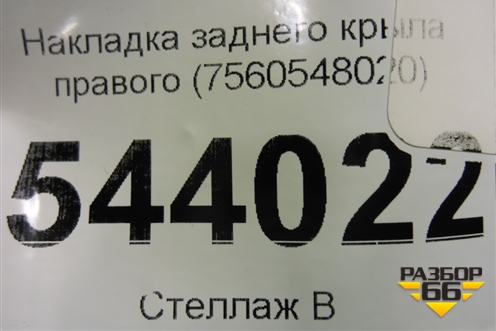 Накладка заднего крыла
правого (7560548020)
544022
Стеллаж В
РАЗБОР
66